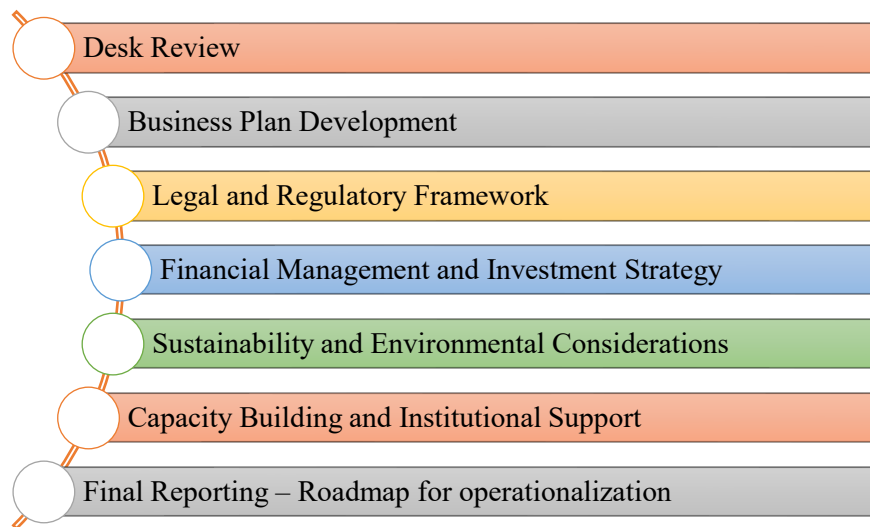 Desk Review
Business Plan Development
Legal and Regulatory Framework
Financial Management and Investment Strategy
Sustainability and Environmental Considerations
Capacity Building and Institutional Support
Final Reporting – Roadmap for operationalization